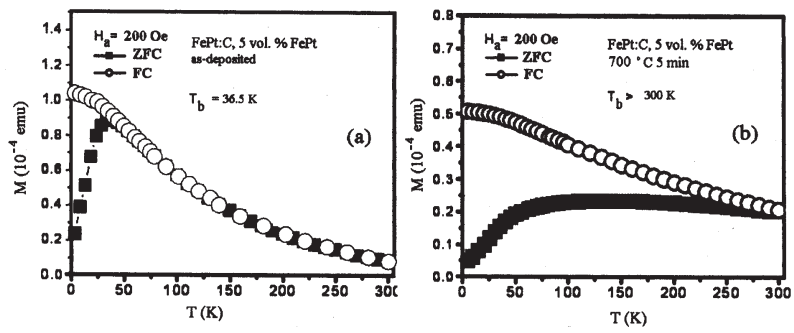 Hₐ= 200 Oe
ZFC
FC
FePt:C, 5 vol. % FePt
as-deposited
T_b = 36.5 K
(a)
M (10⁻⁴ emu)
1.4
1.2
1.0
0.8
0.6
0.4
0.2
0.0
0 50 100 150 200 250 300
T (K)
Hₐ= 200 Oe
ZFC
FC
FePt:C, 5 vol. % FePt
700 °C 5 min
T_b > 300 K
(b)
M (10⁻⁴ emu)
0.8
0.7
0.6
0.5
0.4
0.3
0.2
0.1
0.0
0 50 100 150 200 250 300
T (K)